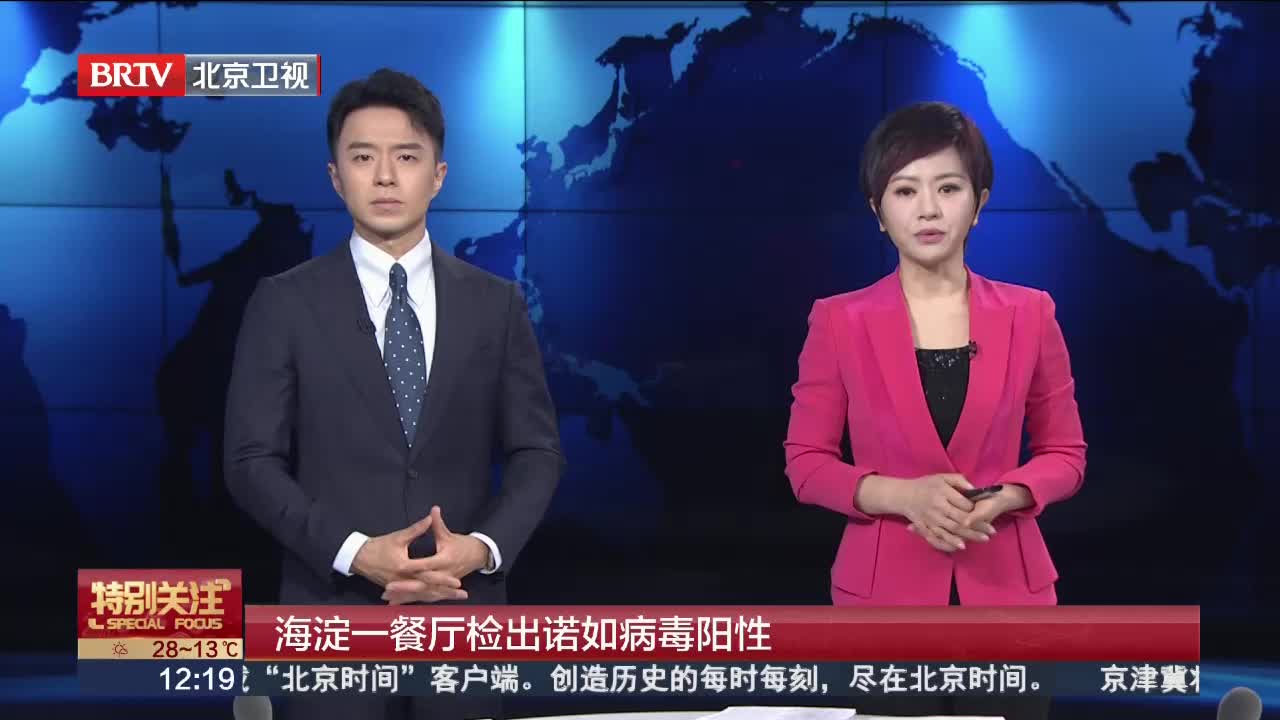 BRTV 北京卫视
特别关注
SPECIAL FOCUS
28~13℃
海淀一餐厅检出诺如病毒阳性
12:19
“北京时间”客户端。创造历史的每时每刻，尽在北京时间。 京津冀